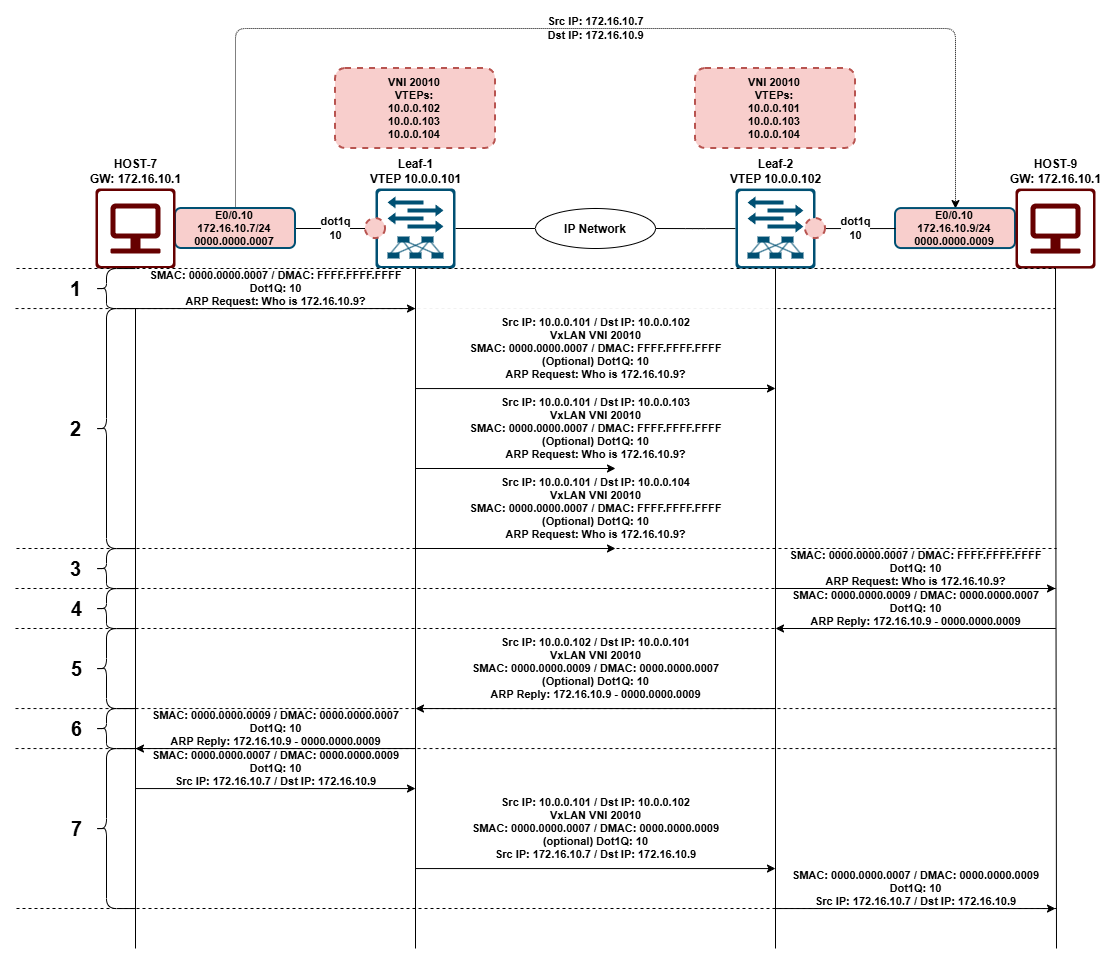 Src IP: 172.16.10.7
Dst IP: 172.16.10.9
VNI 20010
VTEPs:
10.0.0.102
10.0.0.103
10.0.0.104
VNI 20010
VTEPs:
10.0.0.101
10.0.0.103
10.0.0.104
HOST-7
GW: 172.16.10.1
Leaf-1
VTEP 10.0.0.101
Leaf-2
VTEP 10.0.0.102
HOST-9
GW: 172.16.10.1
E0/0.10
172.16.10.7/24
0000.0000.0007
dot1q
10
IP Network
dot1q
10
E0/0.10
172.16.10.9/24
0000.0000.0009
1
SMAC: 0000.0000.0007 / DMAC: FFFF.FFFF.FFFF
Dot1Q: 10
ARP Request: Who is 172.16.10.9?
2
Src IP: 10.0.0.101 / Dst IP: 10.0.0.102
VxLAN VNI 20010
SMAC: 0000.0000.0007 / DMAC: FFFF.FFFF.FFFF
(Optional) Dot1Q: 10
ARP Request: Who is 172.16.10.9?
Src IP: 10.0.0.101 / Dst IP: 10.0.0.103
VxLAN VNI 20010
SMAC: 0000.0000.0007 / DMAC: FFFF.FFFF.FFFF
(Optional) Dot1Q: 10
ARP Request: Who is 172.16.10.9?
Src IP: 10.0.0.101 / Dst IP: 10.0.0.104
VxLAN VNI 20010
SMAC: 0000.0000.0007 / DMAC: FFFF.FFFF.FFFF
(Optional) Dot1Q: 10
ARP Request: Who is 172.16.10.9?
3
SMAC: 0000.0000.0007 / DMAC: FFFF.FFFF.FFFF
Dot1Q: 10
ARP Request: Who is 172.16.10.9?
4
SMAC: 0000.0000.0009 / DMAC: 0000.0000.0007
Dot1Q: 10
ARP Reply: 172.16.10.9 - 0000.0000.0009
5
Src IP: 10.0.0.102 / Dst IP: 10.0.0.101
VxLAN VNI 20010
SMAC: 0000.0000.0009 / DMAC: 0000.0000.0007
(Optional) Dot1Q: 10
ARP Reply: 172.16.10.9 - 0000.0000.0009
6
SMAC: 0000.0000.0009 / DMAC: 0000.0000.0007
Dot1Q: 10
ARP Reply: 172.16.10.9 - 0000.0000.0009
7
SMAC: 0000.0000.0007 / DMAC: 0000.0000.0009
Dot1Q: 10
Src IP: 172.16.10.7 / Dst IP: 172.16.10.9
Src IP: 10.0.0.101 / Dst IP: 10.0.0.102
VxLAN VNI 20010
SMAC: 0000.0000.0007 / DMAC: 0000.0000.0009
(optional) Dot1Q: 10
Src IP: 172.16.10.7 / Dst IP: 172.16.10.9
SMAC: 0000.0000.0007 / DMAC: 0000.0000.0009
Dot1Q: 10
Src IP: 172.16.10.7 / Dst IP: 172.16.10.9